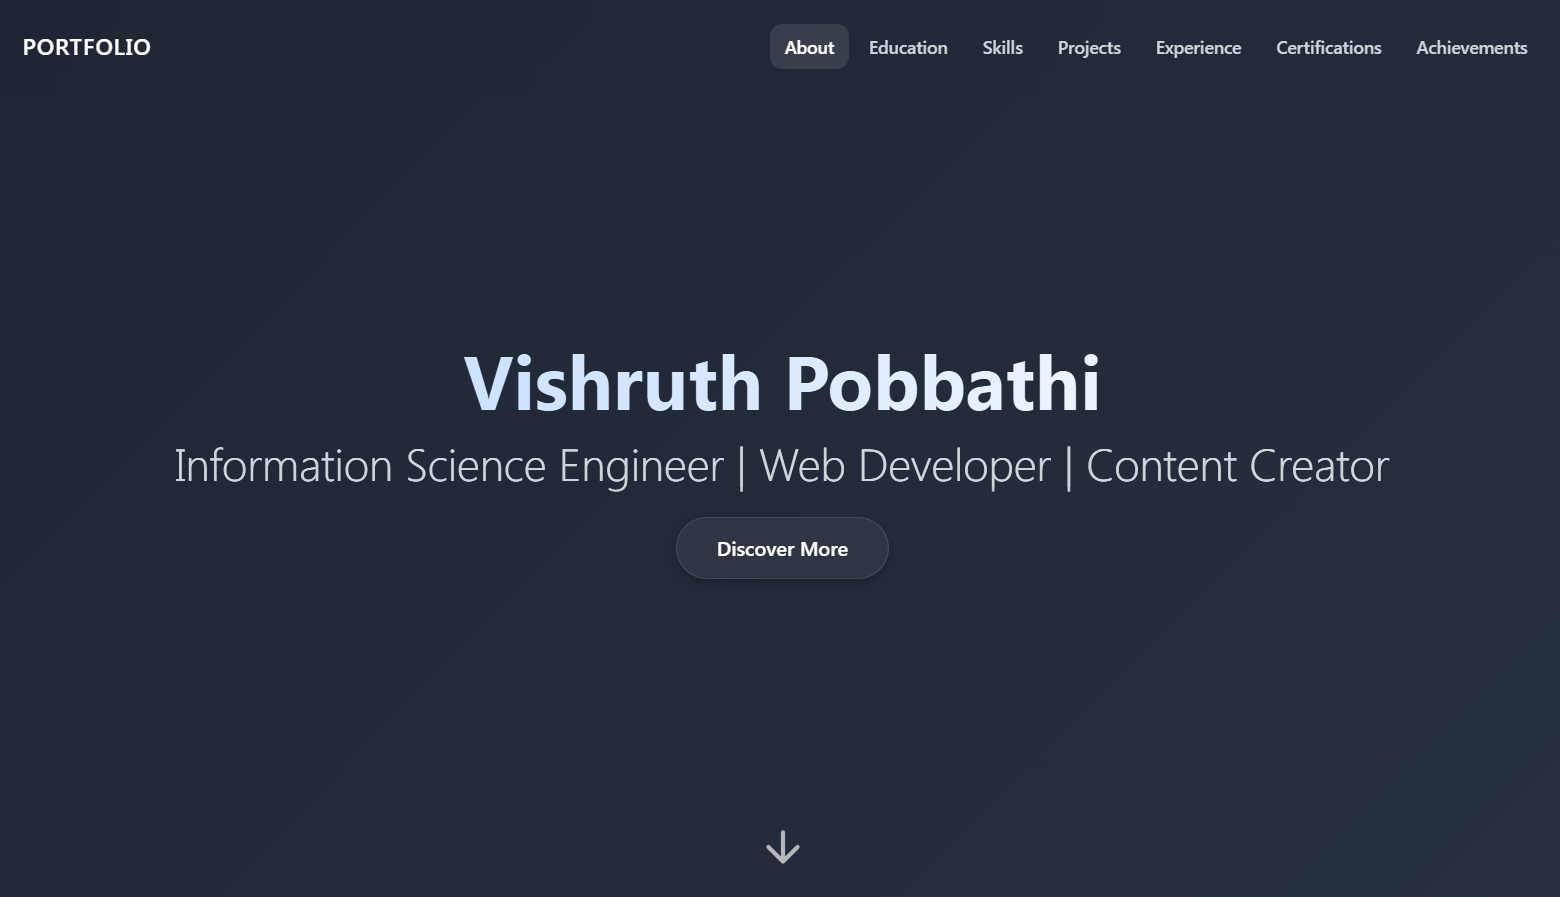 PORTFOLIO
About Education Skills Projects Experience Certifications Achievements
Vishruth Pobbathi
Information Science Engineer | Web Developer | Content Creator
Discover More